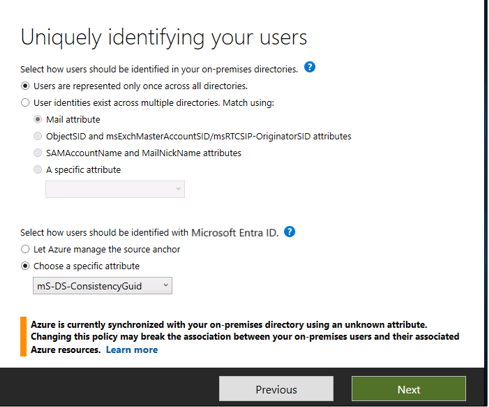 Uniquely identifying your users
Select how users should be identified in your on-premises directories. ?
Users are represented only once across all directories.
User identities exist across multiple directories. Match using:
Mail attribute
ObjectSID and msExchMasterAccountSID/msRTCSIP-OriginatorSID attributes
SAMAccountName and MailNickName attributes
A specific attribute
Select how users should be identified with Microsoft Entra ID. ?
Let Azure manage the source anchor
Choose a specific attribute
mS-DS-ConsistencyGuid
Azure is currently synchronized with your on-premises directory using an unknown attribute.
Changing this policy may break the association between your on-premises users and their associated
Azure resources. Learn more
Previous
Next